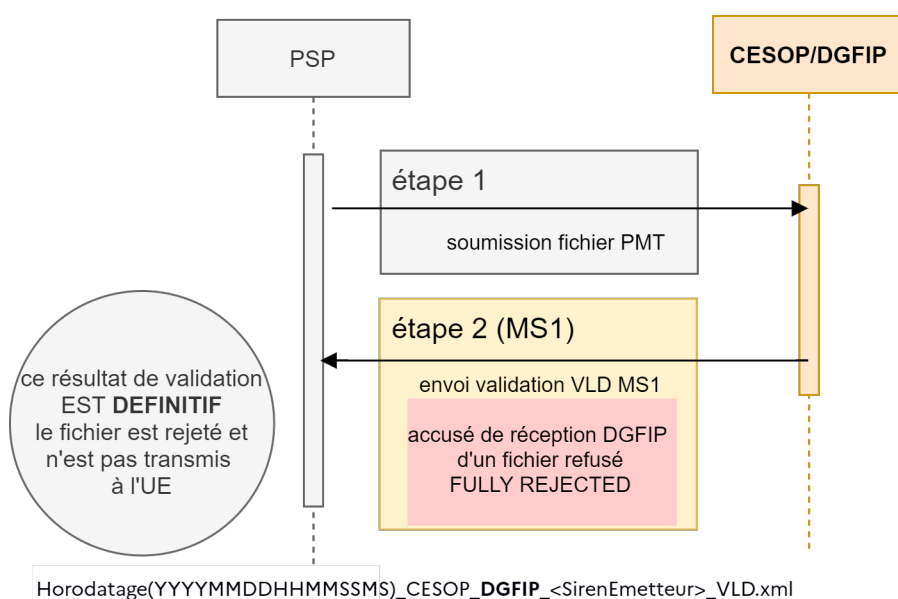 PSP
CESOP/DGFIP
étape 1
soumission fichier PMT
étape 2 (MS1)
envoi validation VLD MS1
accusé de réception DGFIP
d'un fichier refusé
FULLY REJECTED
ce résultat de validation
EST DEFINITIF
le fichier est rejeté et
n'est pas transmis
à l'UE
Horodatage(YYYYMMDDHHMMSSMS)_CESOP_DGFIP_<SirenEmetteur>_VLD.xml